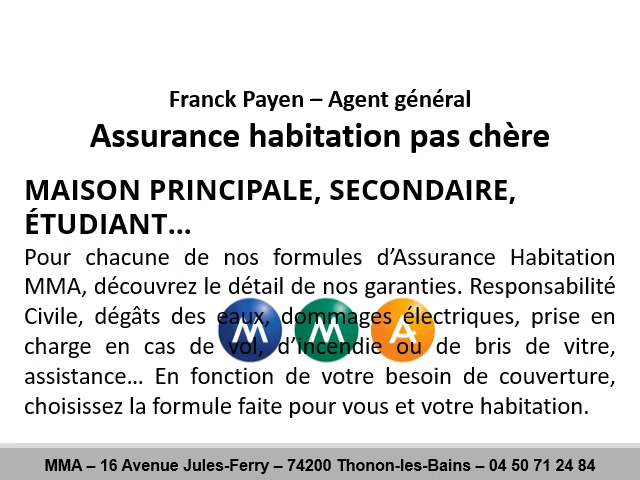 Franck Payen – Agent général
Assurance habitation pas chère
MAISON PRINCIPALE, SECONDAIRE,
ÉTUDIANT…
Pour chacune de nos formules d’Assurance Habitation
MMA, découvrez le détail de nos garanties. Responsabilité
Civile, dégâts des eaux, dommages électriques, prise en
charge en cas de vol, d’incendie ou de bris de vitre,
assistance… En fonction de votre besoin de couverture,
choisissez la formule faite pour vous et votre habitation.
M M A
MMA – 16 Avenue Jules-Ferry – 74200 Thonon-les-Bains – 04 50 71 24 84